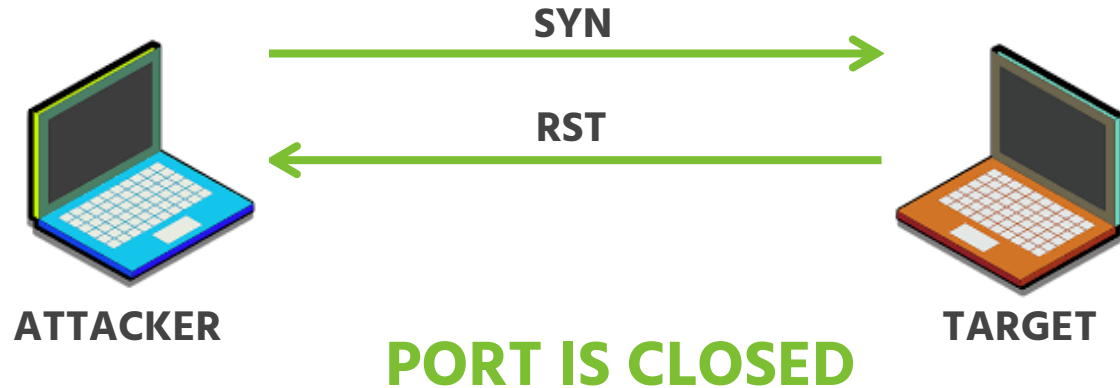 SYN
RST
ATTACKER
TARGET
PORT IS CLOSED